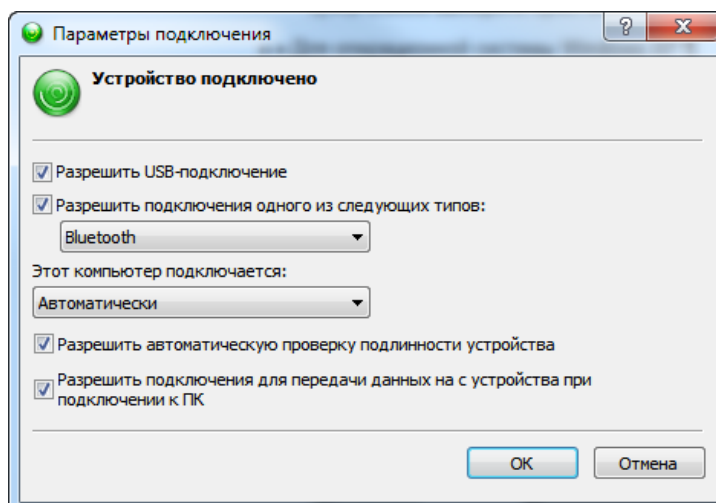 Параметры подключения
Устройство подключено
Разрешить USB-подключение
Разрешить подключения одного из следующих типов:
Bluetooth
Этот компьютер подключается:
Автоматически
Разрешить автоматическую проверку подлинности устройства
Разрешить подключения для передачи данных на с устройства при
подключении к ПК
ОК
Отмена